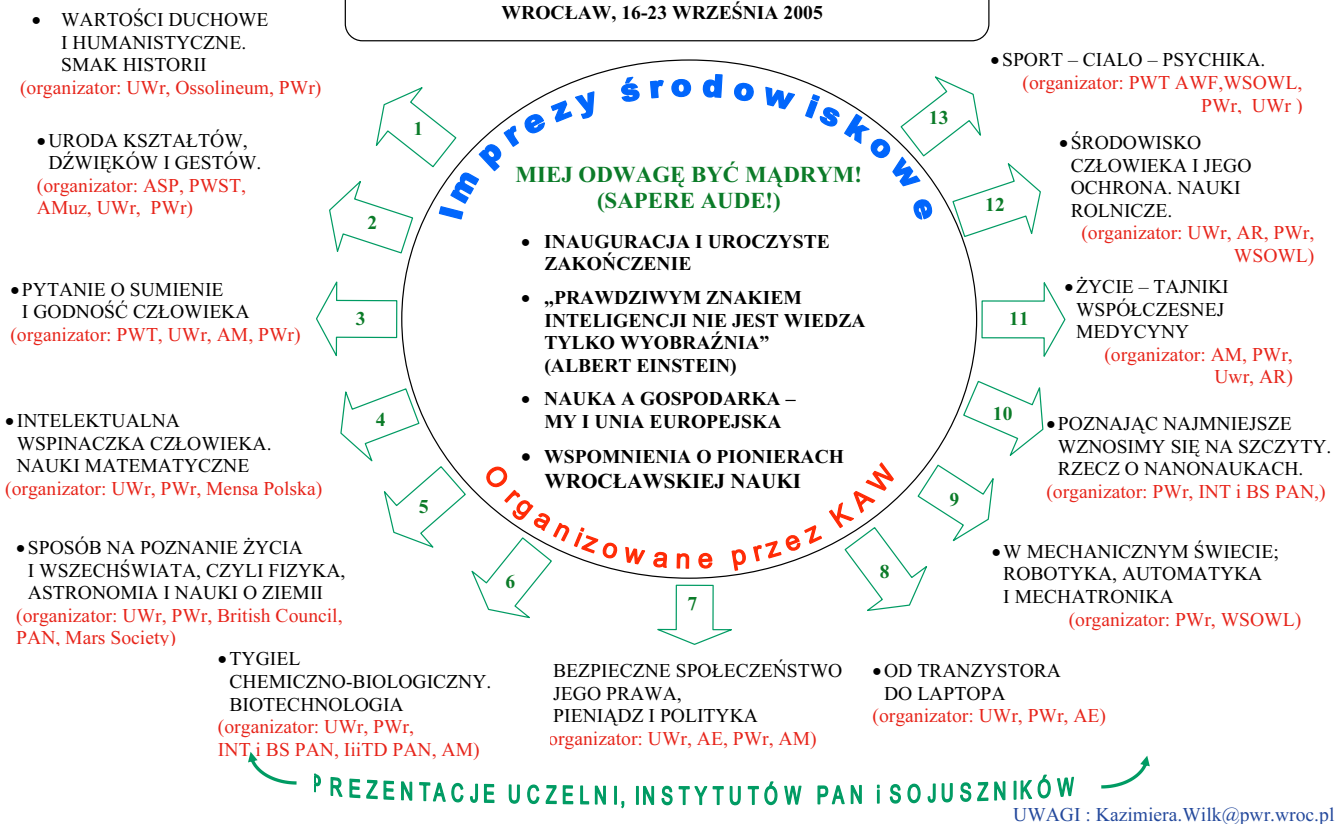 WROCŁAW, 16-23 WRZEŚNIA 2005
Imprezy środowiskowe
MIEJ ODWAGĘ BYĆ MĄDRYM!
(SAPERE AUDE!)
• INAUGURACJA I UROCZYSTE
ZAKOŃCZENIE
• „PRAWDZIWYM ZNAKIEM
INTELIGENCJI NIE JEST WIEDZA
TYLKO WYOBRAŹNIA”
(ALBERT EINSTEIN)
• NAUKA A GOSPODARKA –
MY I UNIA EUROPEJSKA
• WSPOMNIENIA O PIONIERACH
WROCŁAWSKIEJ NAUKI
Organizowane przez KAW
1
• WARTOŚCI DUCHOWE
I HUMANISTYCZNE.
SMAK HISTORII
(organizator: UWr, Ossolineum, PWr)
2
• URODA KSZTAŁTÓW,
DŹWIĘKÓW I GESTÓW.
(organizator: ASP, PWST,
AMuz, UWr, PWr)
3
• PYTANIE O SUMIENIE
I GODNOŚĆ CZŁOWIEKA
(organizator: PWT, UWr, AM, PWr)
4
• INTELEKTUALNA
WSPINACZKA CZŁOWIEKA.
NAUKI MATEMATYCZNE
(organizator: UWr, PWr, Mensa Polska)
5
• SPOSÓB NA POZNANIE ŻYCIA
I WSZECHŚWIATA, CZYLI FIZYKA,
ASTRONOMIA I NAUKI O ZIEMII
(organizator: UWr, PWr, British Council,
PAN, Mars Society)
6
• TYGIEL
CHEMICZNO-BIOLOGICZNY.
BIOTECHNOLOGIA
(organizator: UWr, PWr,
INT i BS PAN, IiiTD PAN, AM)
7
BEZPIECZNE SPOŁECZEŃSTWO
JEGO PRAWA,
PIENIĄDZ I POLITYKA
organizator: UWr, AE, PWr, AM)
8
• OD TRANZYSTORA
DO LAPTOPA
(organizator: UWr, PWr, AE)
9
• W MECHANICZNYM ŚWIECIE;
ROBOTYKA, AUTOMATYKA
I MECHATRONIKA
(organizator: PWr, WSOWL)
10
• POZNAJĄC NAJMNIEJSZE
WZNOSIMY SIĘ NA SZCZYTY.
RZECZ O NANONAUKACH.
(organizator: PWr, INT i BS PAN,)
11
• ŻYCIE – TAJNIKI
WSPÓŁCZESNEJ
MEDYCYNY
(organizator: AM, PWr,
Uwr, AR)
12
• ŚRODOWISKO
CZŁOWIEKA I JEGO
OCHRONA. NAUKI
ROLNICZE.
(organizator: UWr, AR, PWr,
WSOWL)
13
• SPORT – CIALO – PSYCHIKA.
(organizator: PWT AWF,WSOWL,
PWr, UWr )
PREZENTACJE UCZELNI, INSTYTUTÓW PAN i SOJUSZNIKÓW
UWAGI : Kazimiera.Wilk@pwr.wroc.pl